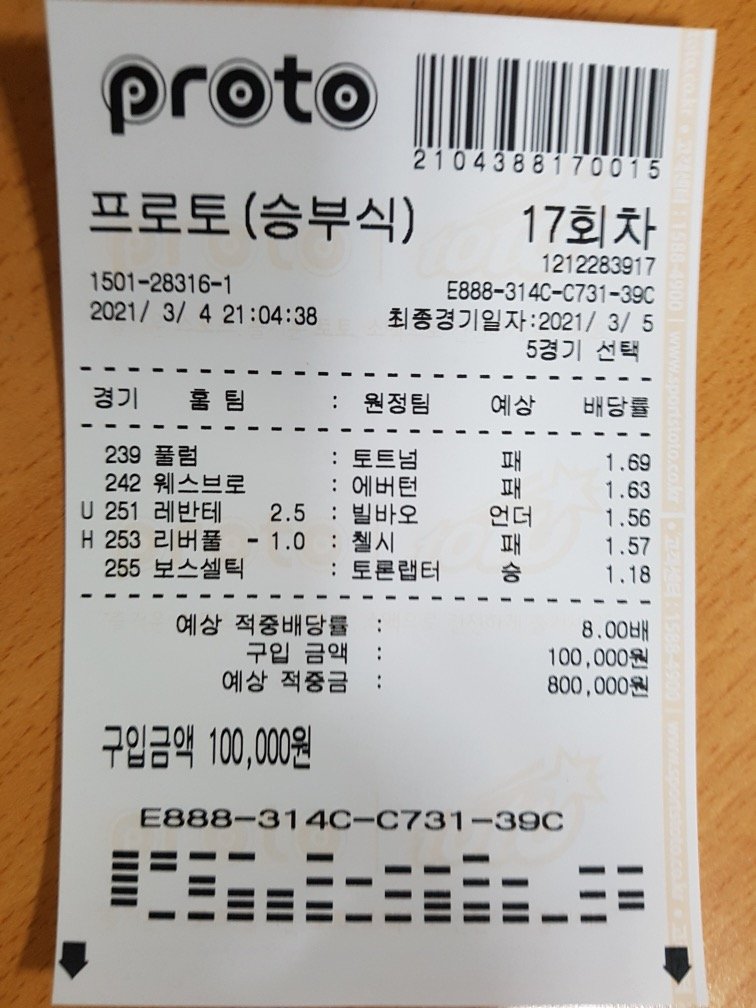 proto
2104388170015
프로토(승부식) 17회차
1212283917
1501-28316-1 E888-314C-C731-39C
2021/ 3/ 4 21:04:38 최종경기일자:2021/ 3/ 5
5경기 선택
경기 홈 팀 : 원정팀 예상 배당률
239 풀럼 : 토트넘 패 1.69
242 웨스브로 : 에버턴 패 1.63
U 251 레반테 2.5 : 빌바오 언더 1.56
H 253 리버풀 - 1.0 : 첼시 패 1.57
255 보스셀틱 : 토론랩터 승 1.18
예상 적중배당률 : 8.00배
구입 금액 : 100,000원
예상 적중금 : 800,000원
구입금액 100,000원
E888-314C-C731-39C